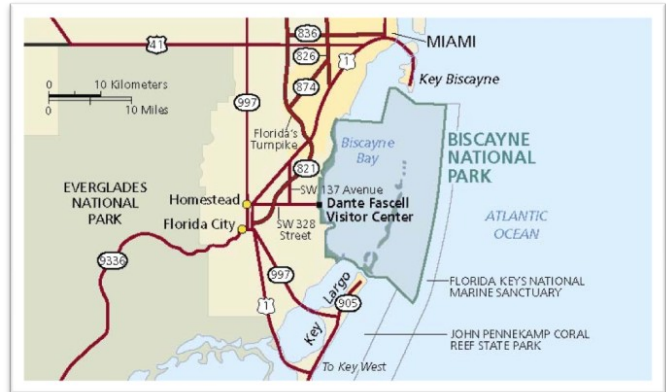 836
MIAMI
41
826
1
Key Biscayne
0 10 Kilometers
0 10 Miles
997
874
Florida's
Turnpike
Biscayne
Bay
BISCAYNE
NATIONAL
PARK
821
EVERGLADES
NATIONAL
PARK
SW 137 Avenue
Homestead
Dante Fascell
Visitor Center
ATLANTIC
OCEAN
Florida City
SW 328
Street
9336
997
1
905
Key Largo
FLORIDA KEYS NATIONAL
MARINE SANCTUARY
JOHN PENNEKAMP CORAL
REEF STATE PARK
To Key West